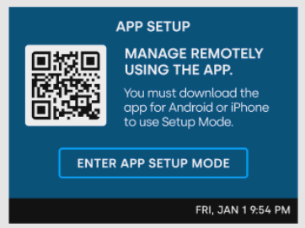 APP SETUP
MANAGE REMOTELY
USING THE APP.
You must download the
app for Android or iPhone
to use Setup Mode.
ENTER APP SETUP MODE
FRI, JAN 1 9:54 PM